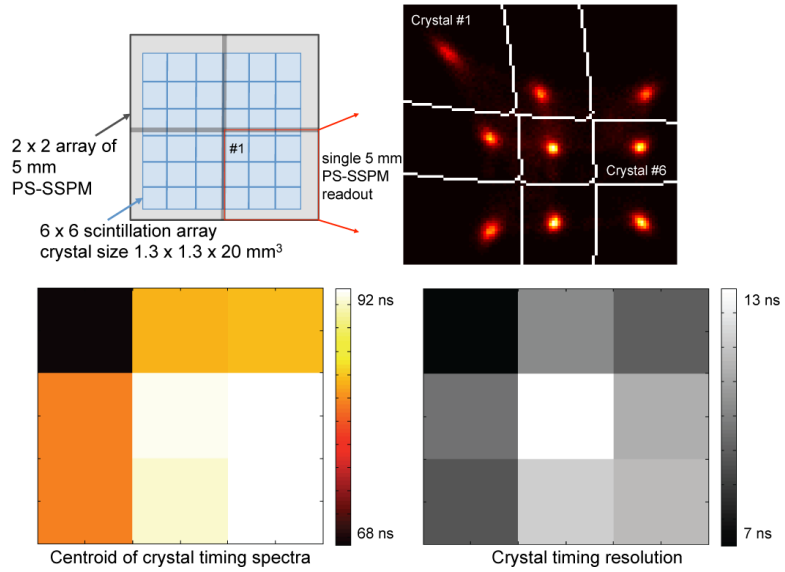 Crystal #1
2 x 2 array of
5 mm
PS-SSPM
#1
single 5 mm
PS-SSPM
readout
Crystal #6
6 x 6 scintillation array
crystal size 1.3 x 1.3 x 20 mm³
92 ns
68 ns
Centroid of crystal timing spectra
13 ns
7 ns
Crystal timing resolution